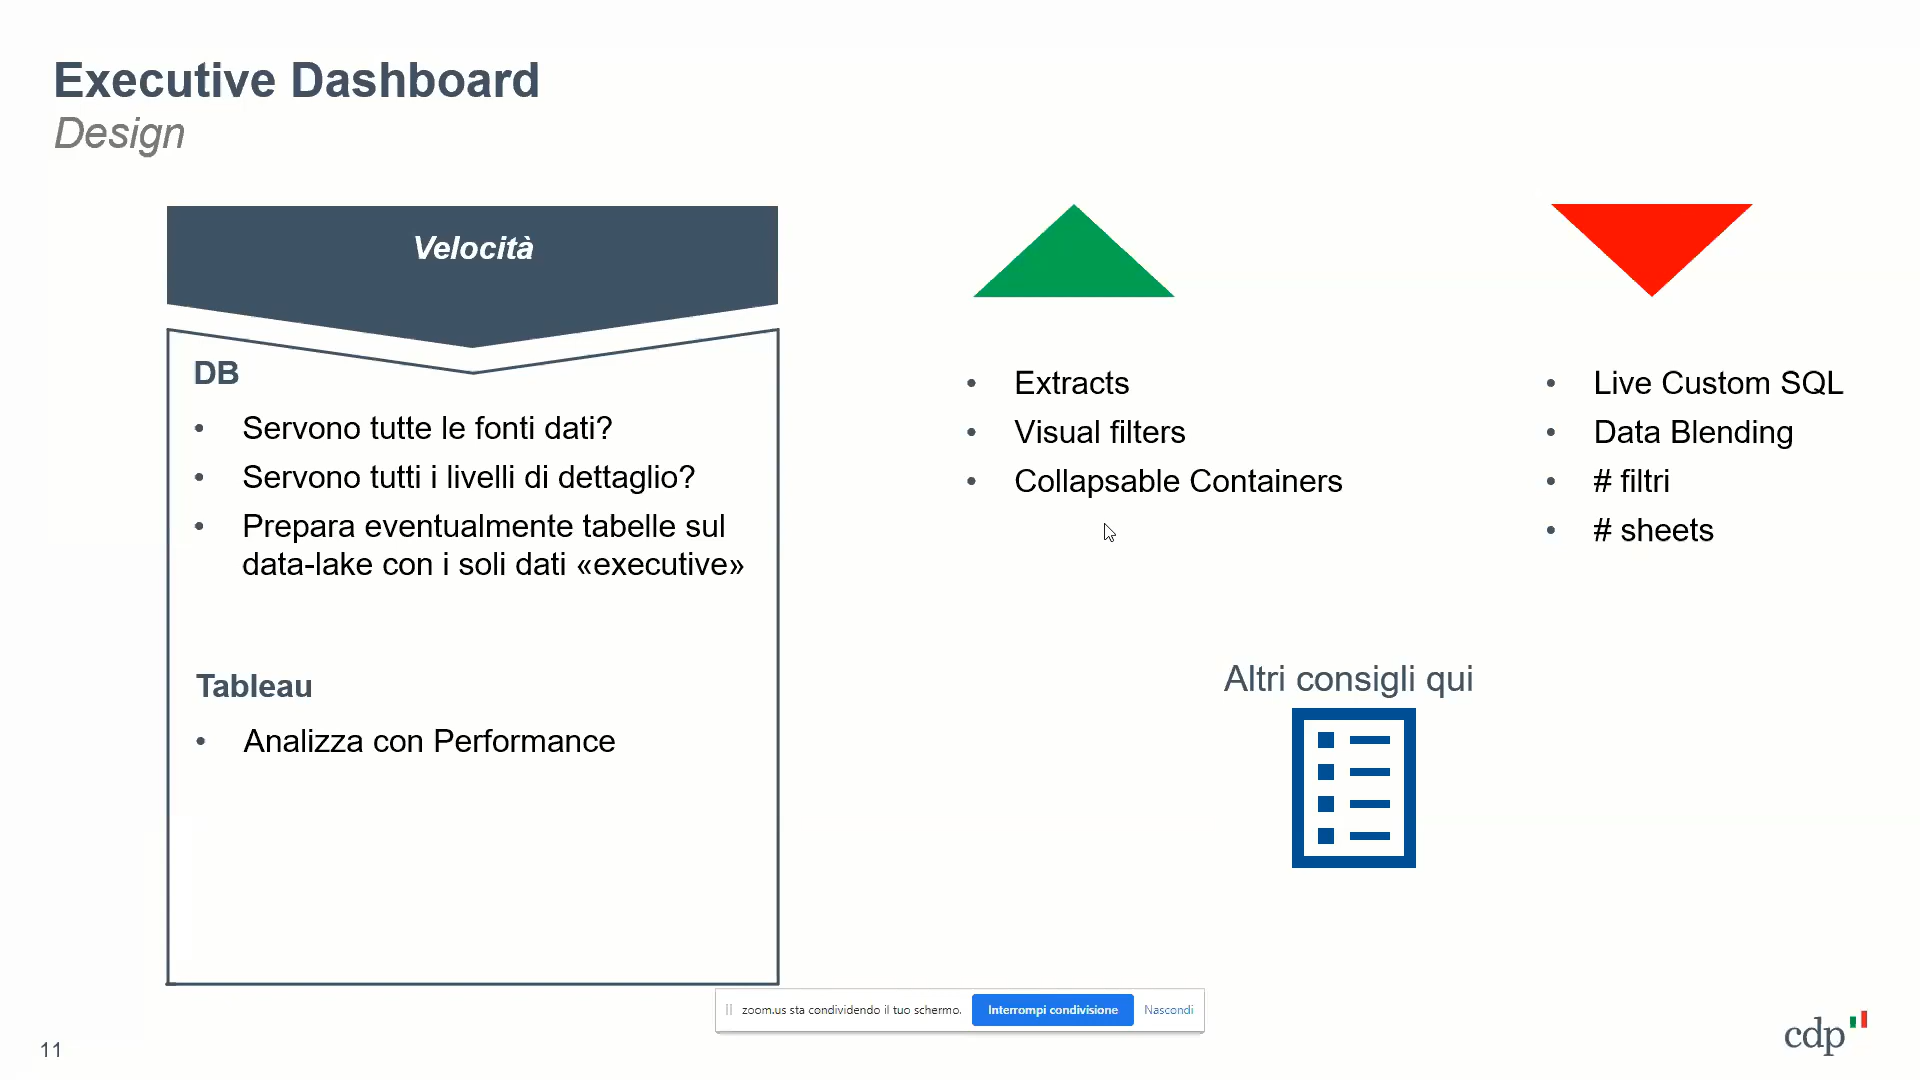 Executive Dashboard
Design
Velocità
DB
• Servono tutte le fonti dati?
• Servono tutti i livelli di dettaglio?
• Prepara eventualmente tabelle sul
data-lake con i soli dati «executive»
Tableau
• Analizza con Performance
• Extracts
• Visual filters
• Collapsable Containers
• Live Custom SQL
• Data Blending
• # filtri
• # sheets
Altri consigli qui
zoom.us sta condividendo il tuo schermo.
Interrompi condivisione
Nascondi
11
cdp